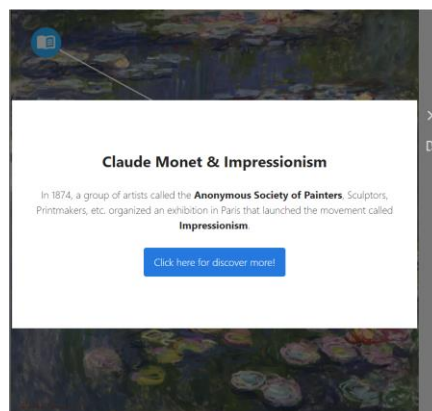 Claude Monet & Impressionism
In 1874, a group of artists called the Anonymous Society of Painters, Sculptors,
Printmakers, etc. organized an exhibition in Paris that launched the movement called
Impressionism.
Click here for discover more!